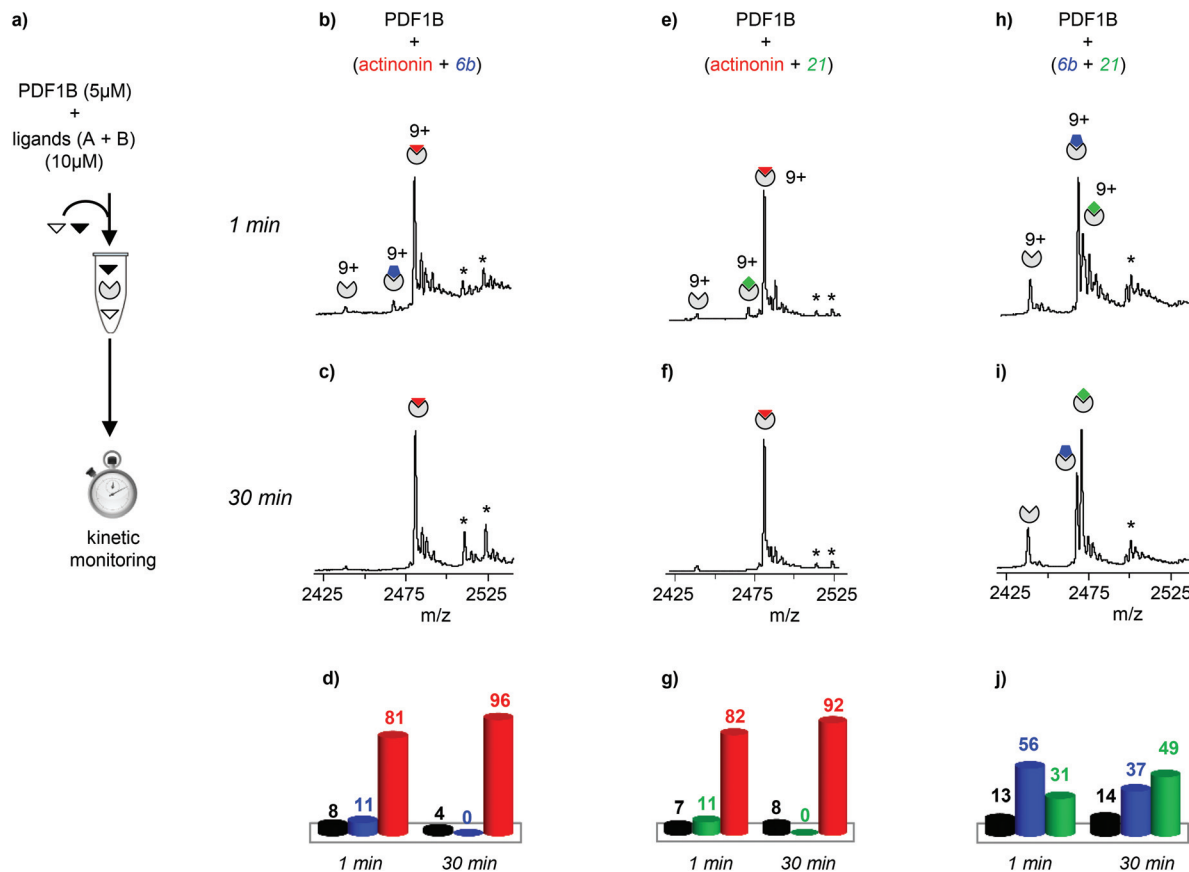 a)
PDF1B (5µM)
+
ligands (A + B)
(10µM)
kinetic
monitoring
1 min
30 min
b)
PDF1B
+
(actinonin + 6b)
9+
9+
9+
*
*
c)
*
*
2425
2475
2525
m/z
d)
8
11
81
4
0
96
1 min
30 min
e)
PDF1B
+
(actinonin + 21)
9+
9+
9+
*
*
f)
*
*
2425
2475
2525
m/z
g)
7
11
82
8
0
92
1 min
30 min
h)
PDF1B
+
(6b + 21)
9+
9+
9+
*
i)
*
2425
2475
2525
m/z
j)
13
56
31
14
37
49
1 min
30 min